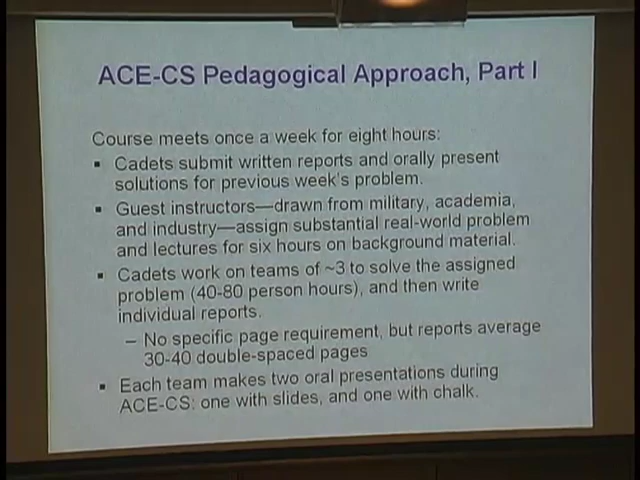 ACE-CS Pedagogical Approach, Part I
Course meets once a week for eight hours:
▪ Cadets submit written reports and orally present
solutions for previous week's problem.
▪ Guest instructors—drawn from military, academia,
and industry—assign substantial real-world problem
and lectures for six hours on background material.
▪ Cadets work on teams of ~3 to solve the assigned
problem (40-80 person hours), and then write
individual reports.
– No specific page requirement, but reports average
30-40 double-spaced pages
▪ Each team makes two oral presentations during
ACE-CS: one with slides, and one with chalk.